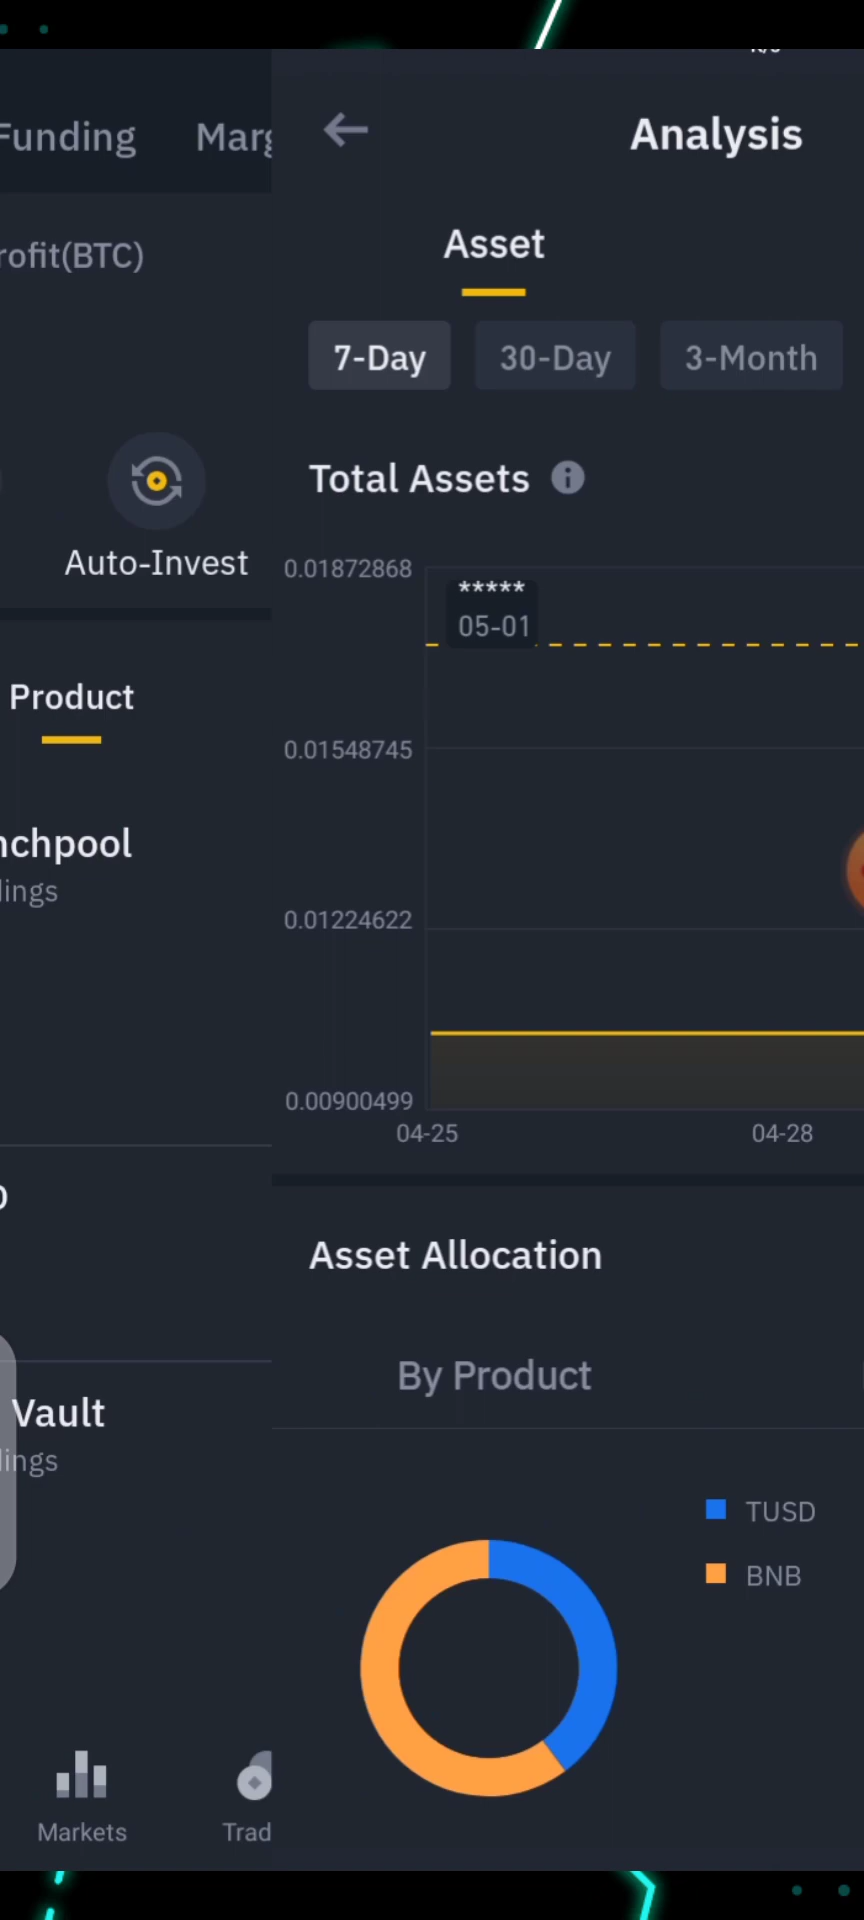 Funding
Analysis
rofit(BTC)
Asset
7-Day 30-Day 3-Month
Total Assets
Auto-Invest
0.01872868
*****
05-01
0.01548745
0.01224622
0.00900499
04-25 04-28
Product
nchpool
lings
Vault
lings
Asset Allocation
By Product
TUSD
BNB
Markets
Trad